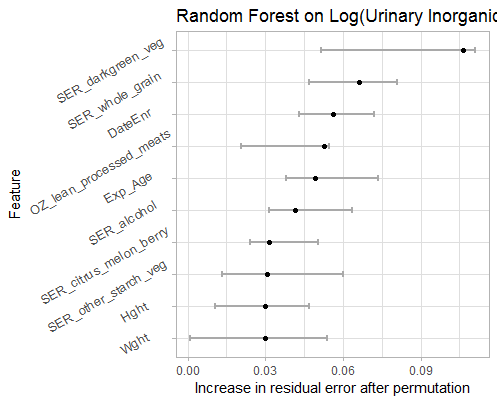 Random Forest on Log(Urinary Inorganic
SER_darkgreen_veg
SER_whole_grain
DateEnr
OZ_lean_processed_meats
Exp_Age
SER_alcohol
SER_citrus_melon_berry
SER_other_starch_veg
Hght
Wght
Feature
0.00 0.03 0.06 0.09
Increase in residual error after permutation